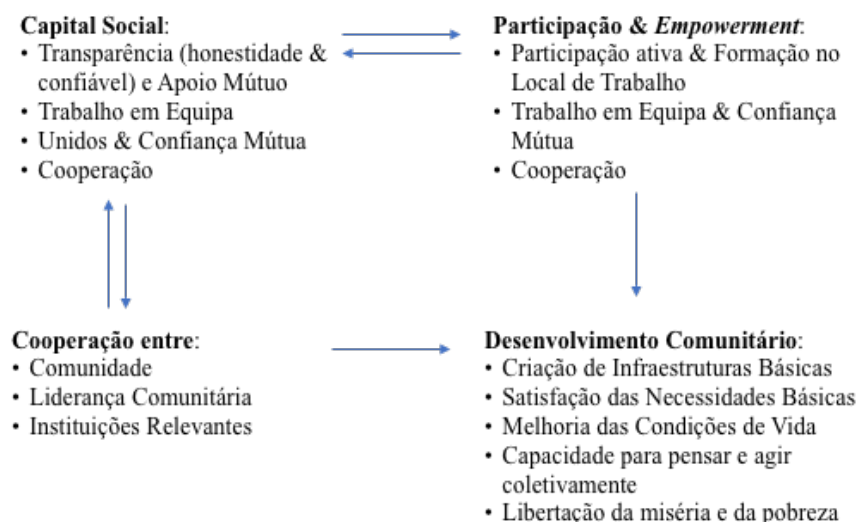 Capital Social:
• Transparência (honestidade &
confiável) e Apoio Mútuo
• Trabalho em Equipa
• Unidos & Confiança Mútua
• Cooperação
Participação & Empowerment:
• Participação ativa & Formação no
Local de Trabalho
• Trabalho em Equipa & Confiança
Mútua
• Cooperação
Cooperação entre:
• Comunidade
• Liderança Comunitária
• Instituições Relevantes
Desenvolvimento Comunitário:
• Criação de Infraestruturas Básicas
• Satisfação das Necessidades Básicas
• Melhoria das Condições de Vida
• Capacidade para pensar e agir
coletivamente
• Libertação da miséria e da pobreza